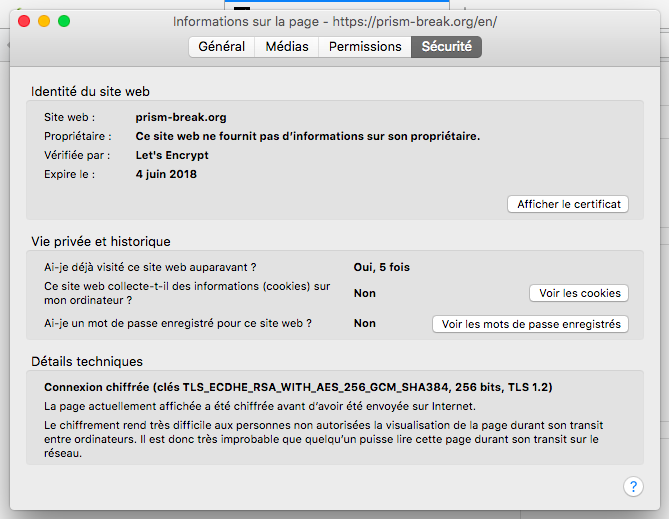 Informations sur la page - https://prism-break.org/en/
Général Médias Permissions Sécurité
Identité du site web
Site web : prism-break.org
Propriétaire : Ce site web ne fournit pas d'informations sur son propriétaire.
Vérifiée par : Let's Encrypt
Expire le : 4 juin 2018
Afficher le certificat
Vie privée et historique
Ai-je déjà visité ce site web auparavant ? Oui, 5 fois
Ce site web collecte-t-il des informations (cookies) sur
mon ordinateur ? Non Voir les cookies
Ai-je un mot de passe enregistré pour ce site web ? Non Voir les mots de passe enregistrés
Détails techniques
Connexion chiffrée (clés TLS_ECDHE_RSA_WITH_AES_256_GCM_SHA384, 256 bits, TLS 1.2)
La page actuellement affichée a été chiffrée avant d'avoir été envoyée sur Internet.
Le chiffrement rend très difficile aux personnes non autorisées la visualisation de la page durant son transit
entre ordinateurs. Il est donc très improbable que quelqu'un puisse lire cette page durant son transit sur le
réseau.
?